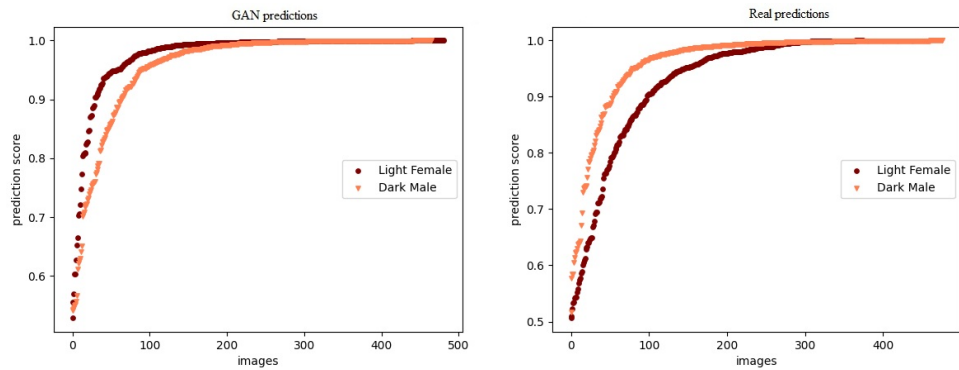 GAN predictions
1.0
0.9
0.8
0.7
0.6
prediction score
Light Female
Dark Male
0
100
200
300
400
500
images
Real predictions
1.0
0.9
0.8
0.7
0.6
0.5
prediction score
Light Female
Dark Male
0
100
200
300
400
images